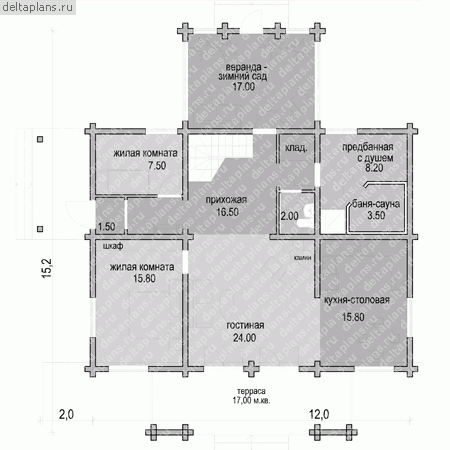 deltaplans.ru
16.50
веранда -
зимний сад
17.00
жилая комната
7.50
клад.
предбанная
с душем
8.20
прихожая
16.50
2.00
баня-сауна
3.50
1.50
шкаф
жилая комната
15.80
камин
кухня-столовая
15.80
гостиная
24.00
15,2
терраса
17,00 м.кв.
2,0
12,0